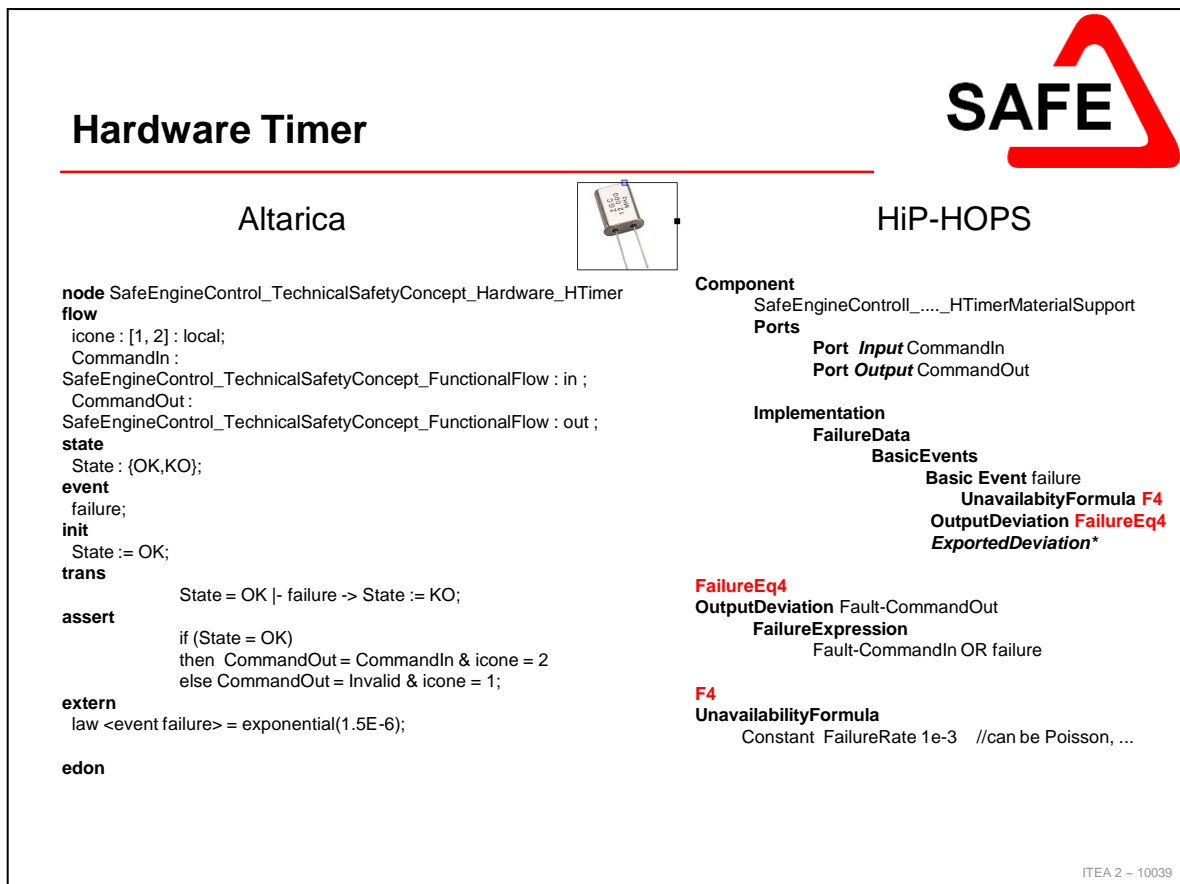 SAFE
Hardware Timer
Altarica
HiP-HOPS
node SafeEngineControl_TechnicalSafetyConcept_Hardware_HTimer
flow
icone : [1, 2] : local;
CommandIn :
SafeEngineControl_TechnicalSafetyConcept_FunctionalFlow : in ;
CommandOut :
SafeEngineControl_TechnicalSafetyConcept_FunctionalFlow : out ;
state
State : {OK,KO};
event
failure;
init
State := OK;
trans
State = OK |- failure -> State := KO;
assert
if (State = OK)
then CommandOut = CommandIn & icone = 2
else CommandOut = Invalid & icone = 1;
extern
law <event failure> = exponential(1.5E-6);
edon
Component
SafeEngineControll_...._HTimerMaterialSupport
Ports
Port Input CommandIn
Port Output CommandOut
Implementation
FailureData
BasicEvents
Basic Event failure
UnavailabityFormula F4
OutputDeviation FailureEq4
ExportedDeviation*
FailureEq4
OutputDeviation Fault-CommandOut
FailureExpression
Fault-CommandIn OR failure
F4
UnavailabilityFormula
Constant FailureRate 1e-3 //can be Poisson, ...
ITEA 2 ~ 10039